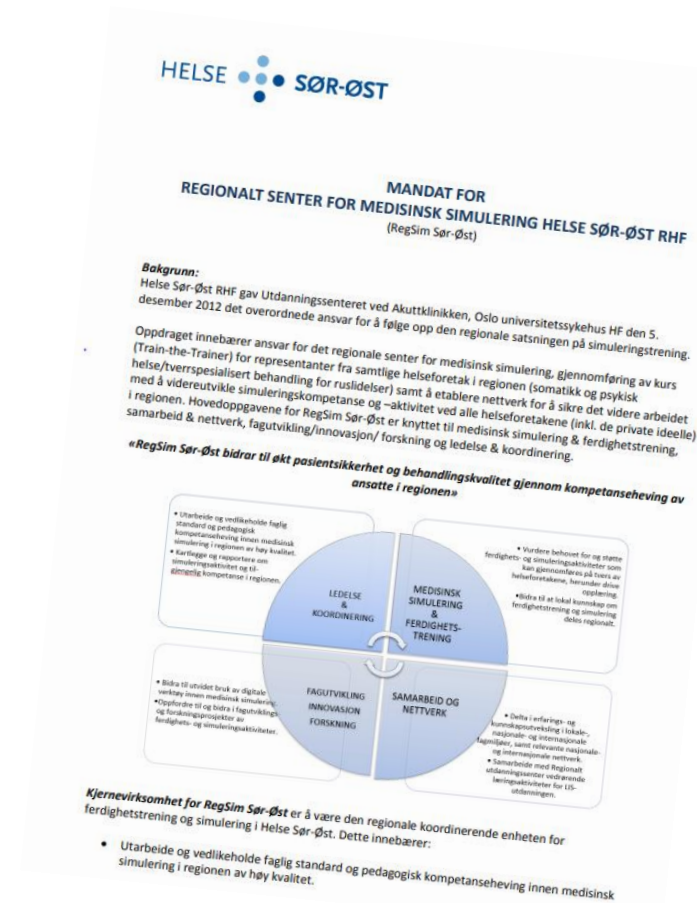 HELSE SØR-ØST
MANDAT FOR
REGIONALT SENTER FOR MEDISINSK SIMULERING HELSE SØR-ØST RHF
(RegSim Sør-Øst)
Bakgrunn:
Helse Sør-Øst RHF gav Utdanningssenteret ved Akuttklinikken, Oslo universitetssykehus HF den 5.
desember 2012 det overordnede ansvar for å følge opp den regionale satsningen på simuleringstrening.
Oppdraget innebærer ansvar for det regionale senter for medisinsk simulering, gjennomføring av kurs
(Train-the-Trainer) for representanter fra samtlige helseforetak i regionen (somatikk og psykisk
helse/tverrspesialisert behandling for ruslidelser) samt å etablere nettverk for å sikre det videre arbeidet
med å videreutvikle simuleringskompetanse og –aktivitet ved alle helseforetakene (inkl. de private ideelle)
i regionen. Hovedoppgavene for RegSim Sør-Øst er knyttet til medisinsk simulering & ferdighetstrening,
samarbeid & nettverk, fagutvikling/innovasjon/ forskning og ledelse & koordinering.
«RegSim Sør-Øst bidrar til økt pasientsikkerhet og behandlingskvalitet gjennom kompetanseheving av
ansatte i regionen»
• Utarbeide og vedlikeholde faglig
standard og pedagogisk
kompetanseheving innen medisinsk
simulering i regionen av høy kvalitet.
• Kartlegge og rapportere om
simuleringsaktivitet og til-
gjengelig kompetanse i regionen.
LEDELSE
&
KOORDINERING
MEDISINSK
SIMULERING
&
FERDIGHETS-
TRENING
• Vurdere behovet for og støtte
ferdighets- og simuleringsaktiviteter som
kan gjennomføres på tvers av
helseforetakene, herunder drive
opplæring.
•Bidra til at lokal kunnskap om
ferdighetstrening og simulering
deles regionalt.
• Bidra til utvidet bruk av digitale
verktøy innen medisinsk simulering.
•Oppfordre til og bidra i fagutviklings-
og forskningsprosjekter av
ferdighets- og simuleringsaktiviteter.
FAGUTVIKLING
INNOVASJON
FORSKNING
SAMARBEID OG
NETTVERK
• Delta i erfarings- og
kunnskapsutveksling i lokale-,
nasjonale- og internasjonale
fagmiljøer, samt relevante nasjonale-
og internasjonale nettverk.
• Samarbeide med Regionalt
utdanningssenter vedrørende
læringsaktiviteter for LIS-
utdanningen.
Kjernevirksomhet for RegSim Sør-Øst er å være den regionale koordinerende enheten for
ferdighetstrening og simulering i Helse Sør-Øst. Dette innebærer:
• Utarbeide og vedlikeholde faglig standard og pedagogisk kompetanseheving innen medisinsk
simulering i regionen av høy kvalitet.